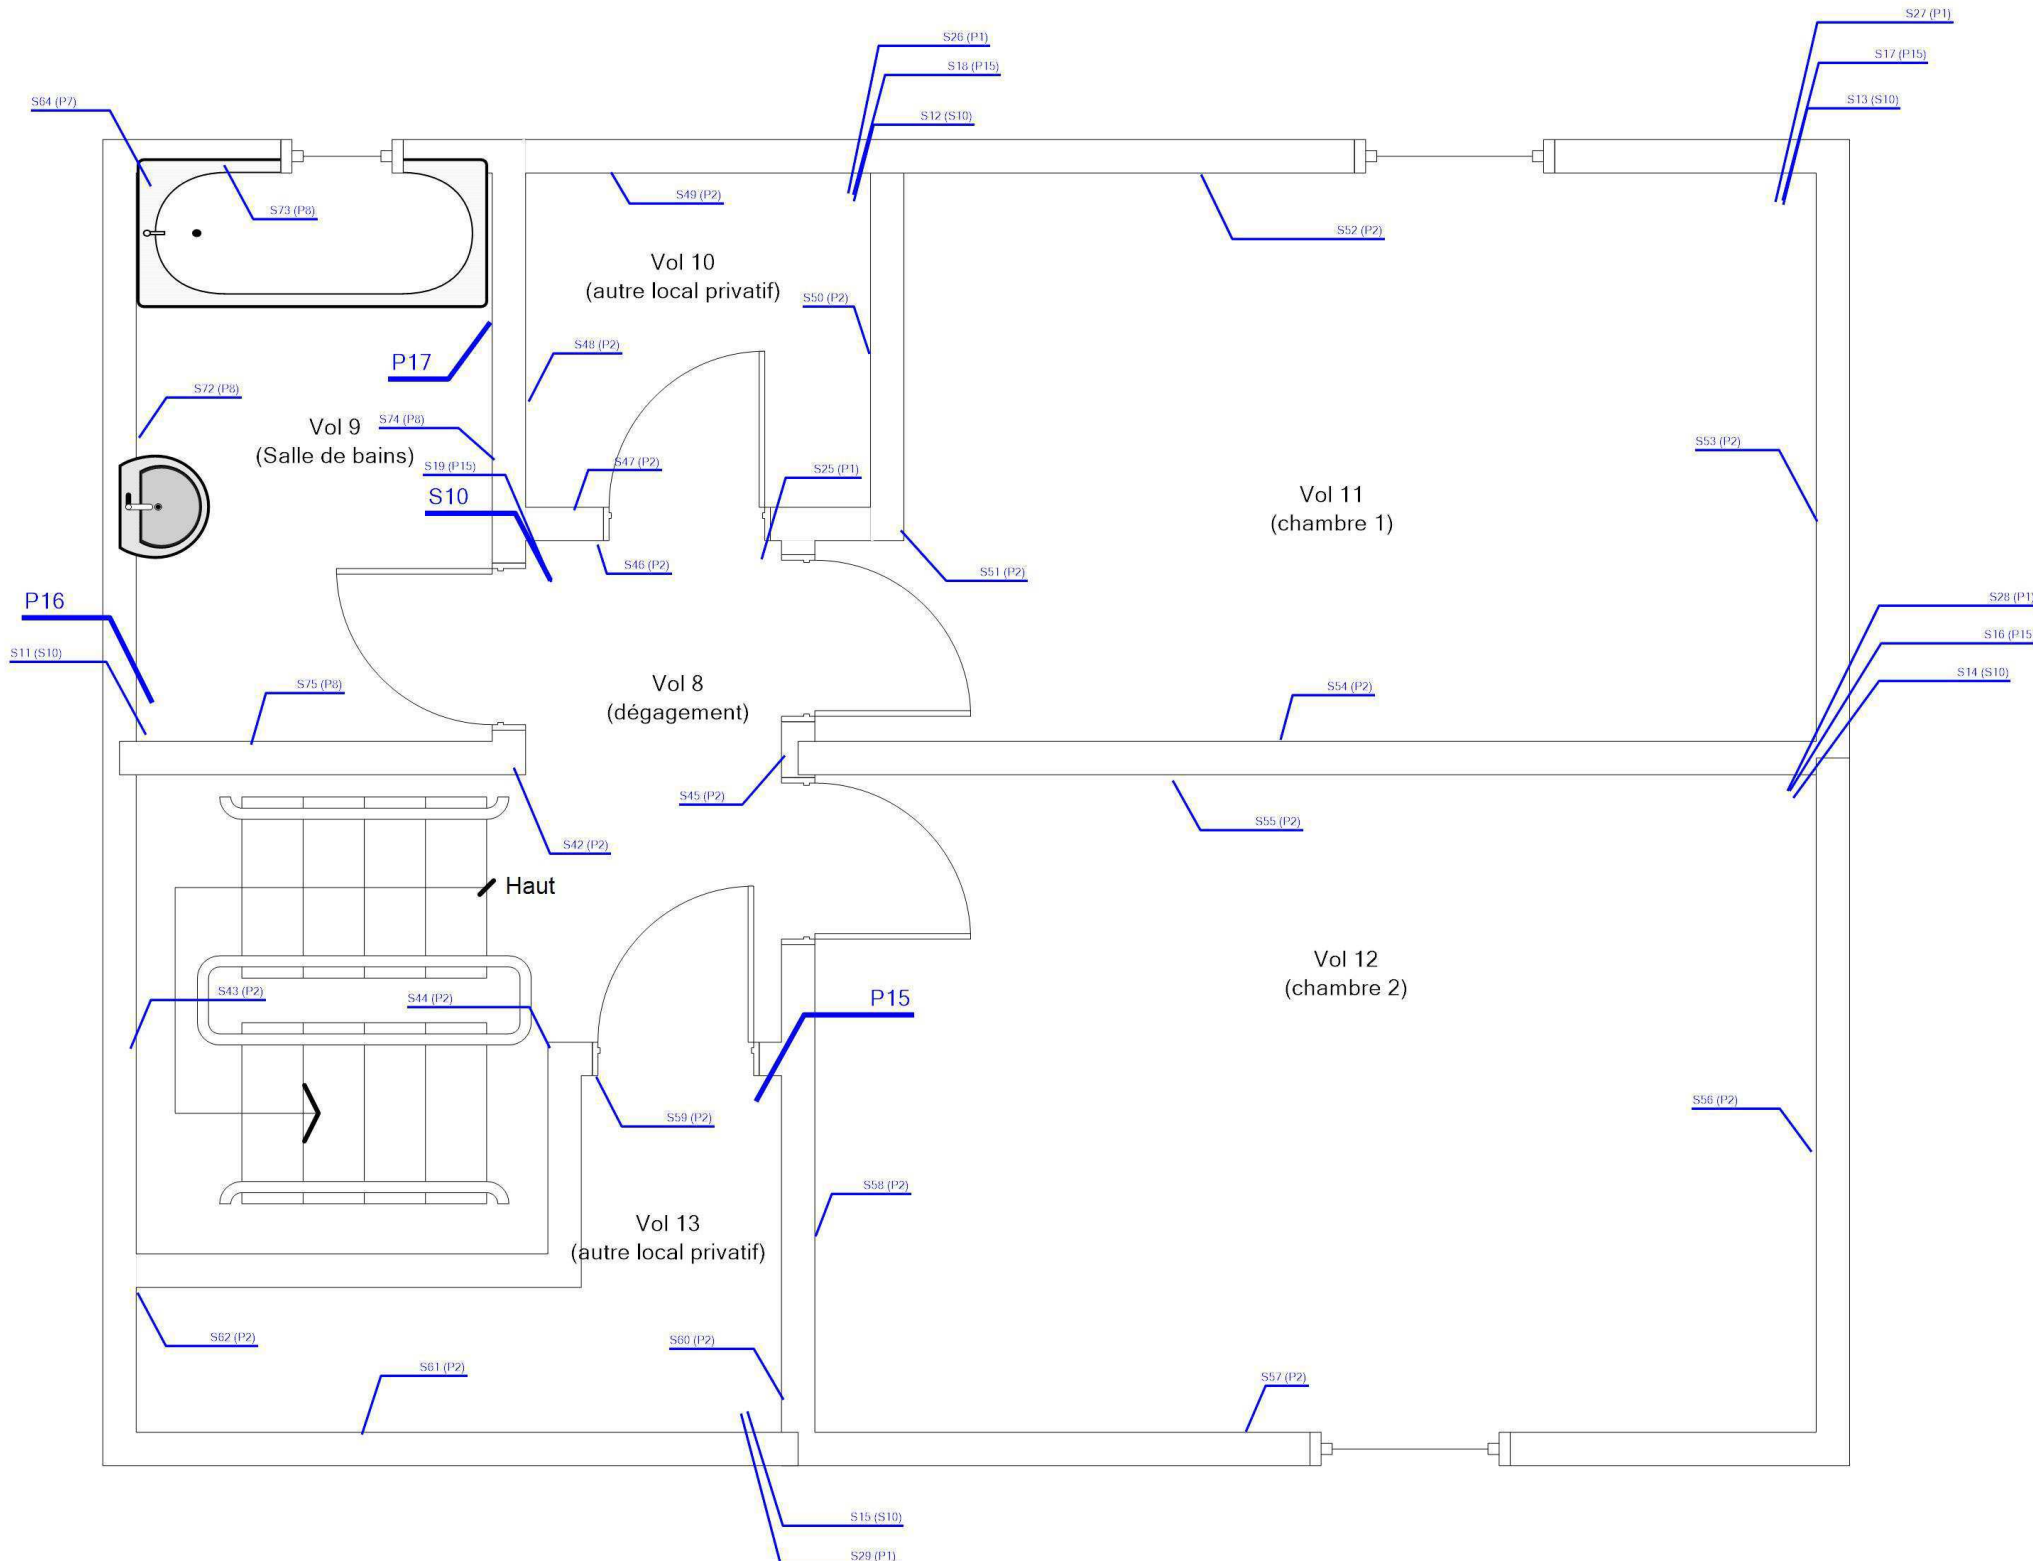 S27 (P1)
S26 (P1)
S17 (P15)
S18 (P15)
S64 (P7)
S13 (S10)
S12 (S10)
S49 (P2)
S73 (P8)
S52 (P2)
Vol 10
(autre local privatif)
S50 (P2)
S48 (P2)
P17
S72 (P8)
S74 (P8)
Vol 9
(Salle de bains)
S53 (P2)
S47 (P2)
S19 (P15)
S25 (P1)
S10
Vol 11
(chambre 1)
S46 (P2)
S51 (P2)
P16
S28 (P1)
S16 (P15
S11 (S10)
S14 (S10)
S75 (P8)
Vol 8
(dégagement)
S54 (P2)
S45 (P2)
S55 (P2)
S42 (P2)
Haut
Vol 12
(chambre 2)
S43 (P2)
S44 (P2)
P15
S56 (P2)
S59 (P2)
S58 (P2)
Vol 13
(autre local privatif)
S62 (P2)
S60 (P2)
S61 (P2)
S57 (P2)
S15 (S10)
S29 (P1)